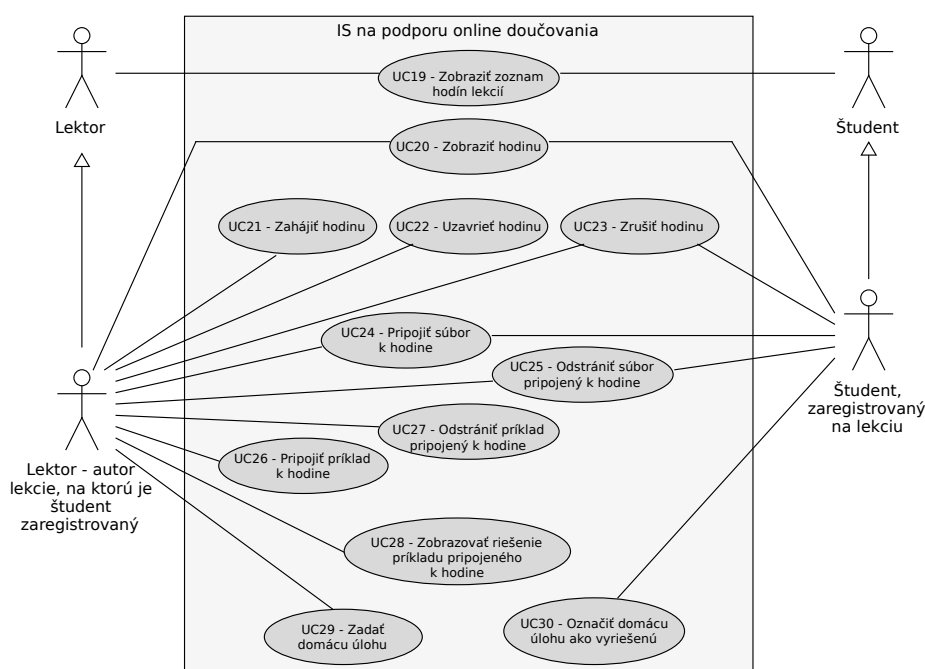 IS na podporu online doučovania
UC19 - Zobraziť zoznam
hodín lekcií
Lektor
Študent
UC20 - Zobraziť hodinu
UC21 - Zahájiť hodinu
UC22 - Uzavrieť hodinu
UC23 - Zrušiť hodinu
UC24 - Pripojiť súbor
k hodine
UC25 - Odstrániť súbor
pripojený k hodine
Študent,
zaregistrovaný
na lekciu
UC27 - Odstrániť príklad
pripojený k hodine
UC26 - Pripojiť príklad
k hodine
Lektor - autor
lekcie, na ktorú je
študent
zaregistrovaný
UC28 - Zobrazovať riešenie
príkladu pripojeného
k hodine
UC29 - Zadať
domácu úlohu
UC30 - Označiť domácu
úlohu ako vyriešenú